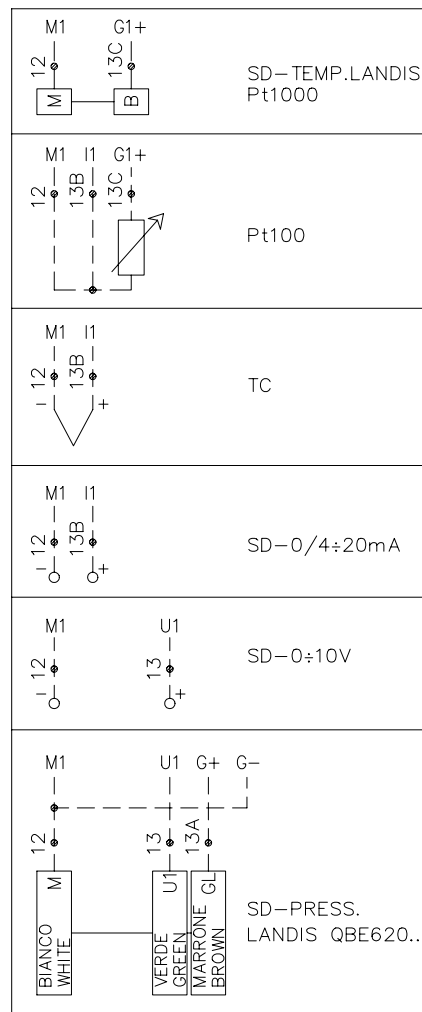 M1 G1+
12 13C
M B
SD-TEMP.LANDIS
Pt1000
M1 I1 G1+
12 13B 13C
Pt100
M1 I1
12 13B
- +
TC
M1 I1
12 13B
- +
SD-0/4÷20mA
M1 U1
12 13
- +
SD-0÷10V
M1 U1 G+ G-
12 13 13A
M U1 GL
BIANCO
WHITE
VERDE
GREEN
MARRONE
BROWN
SD-PRESS.
LANDIS QBE620..